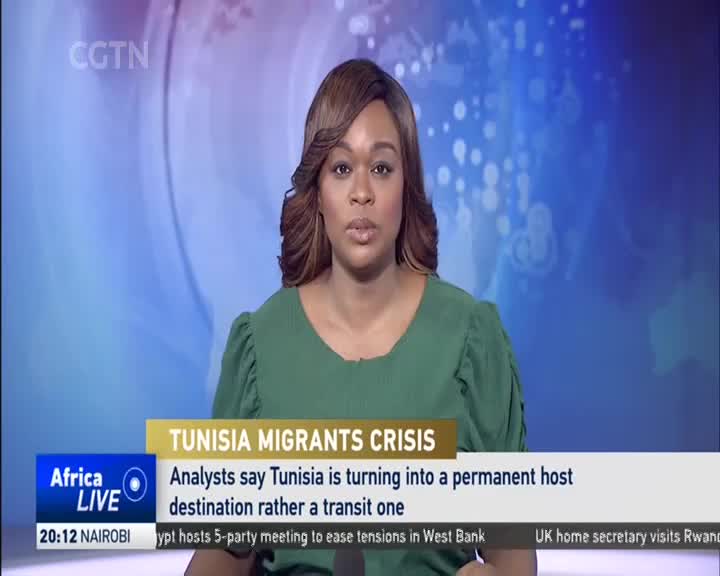 CGTN
TUNISIA MIGRANTS CRISIS
Analysts say Tunisia is turning into a permanent host
destination rather a transit one
Africa
LIVE
20:12 NAIROBI
ypt hosts 5-party meeting to ease tensions in West Bank UK home secretary visits Rwan